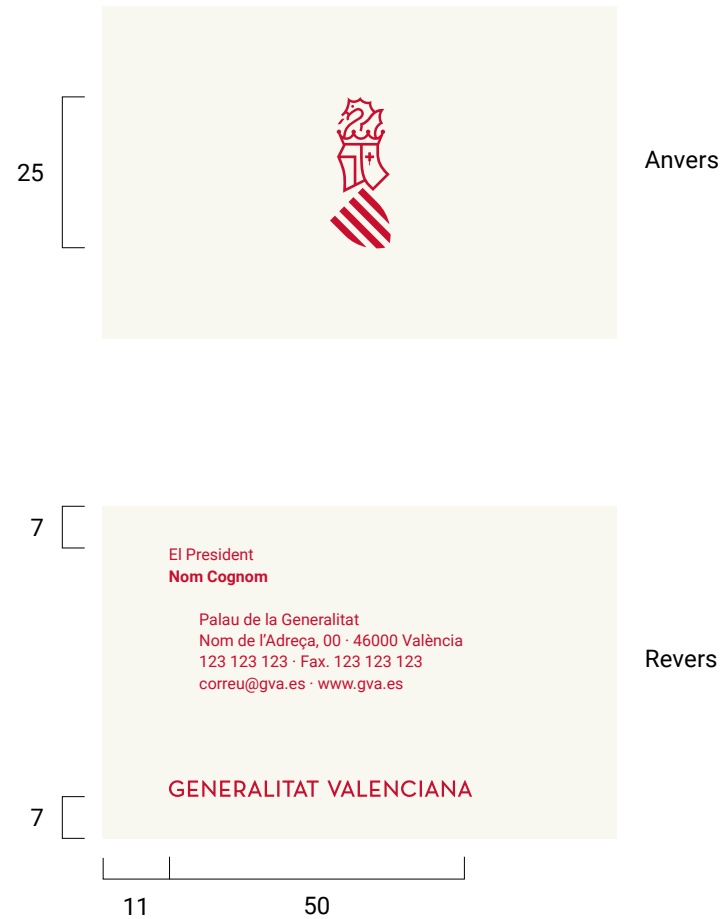 25
Anvers
7
El President
Nom Cognom
Palau de la Generalitat
Nom de l’Adreça, 00 · 46000 València
123 123 123 · Fax. 123 123 123
correu@gva.es · www.gva.es
Revers
GENERALITAT VALENCIANA
7
11
50